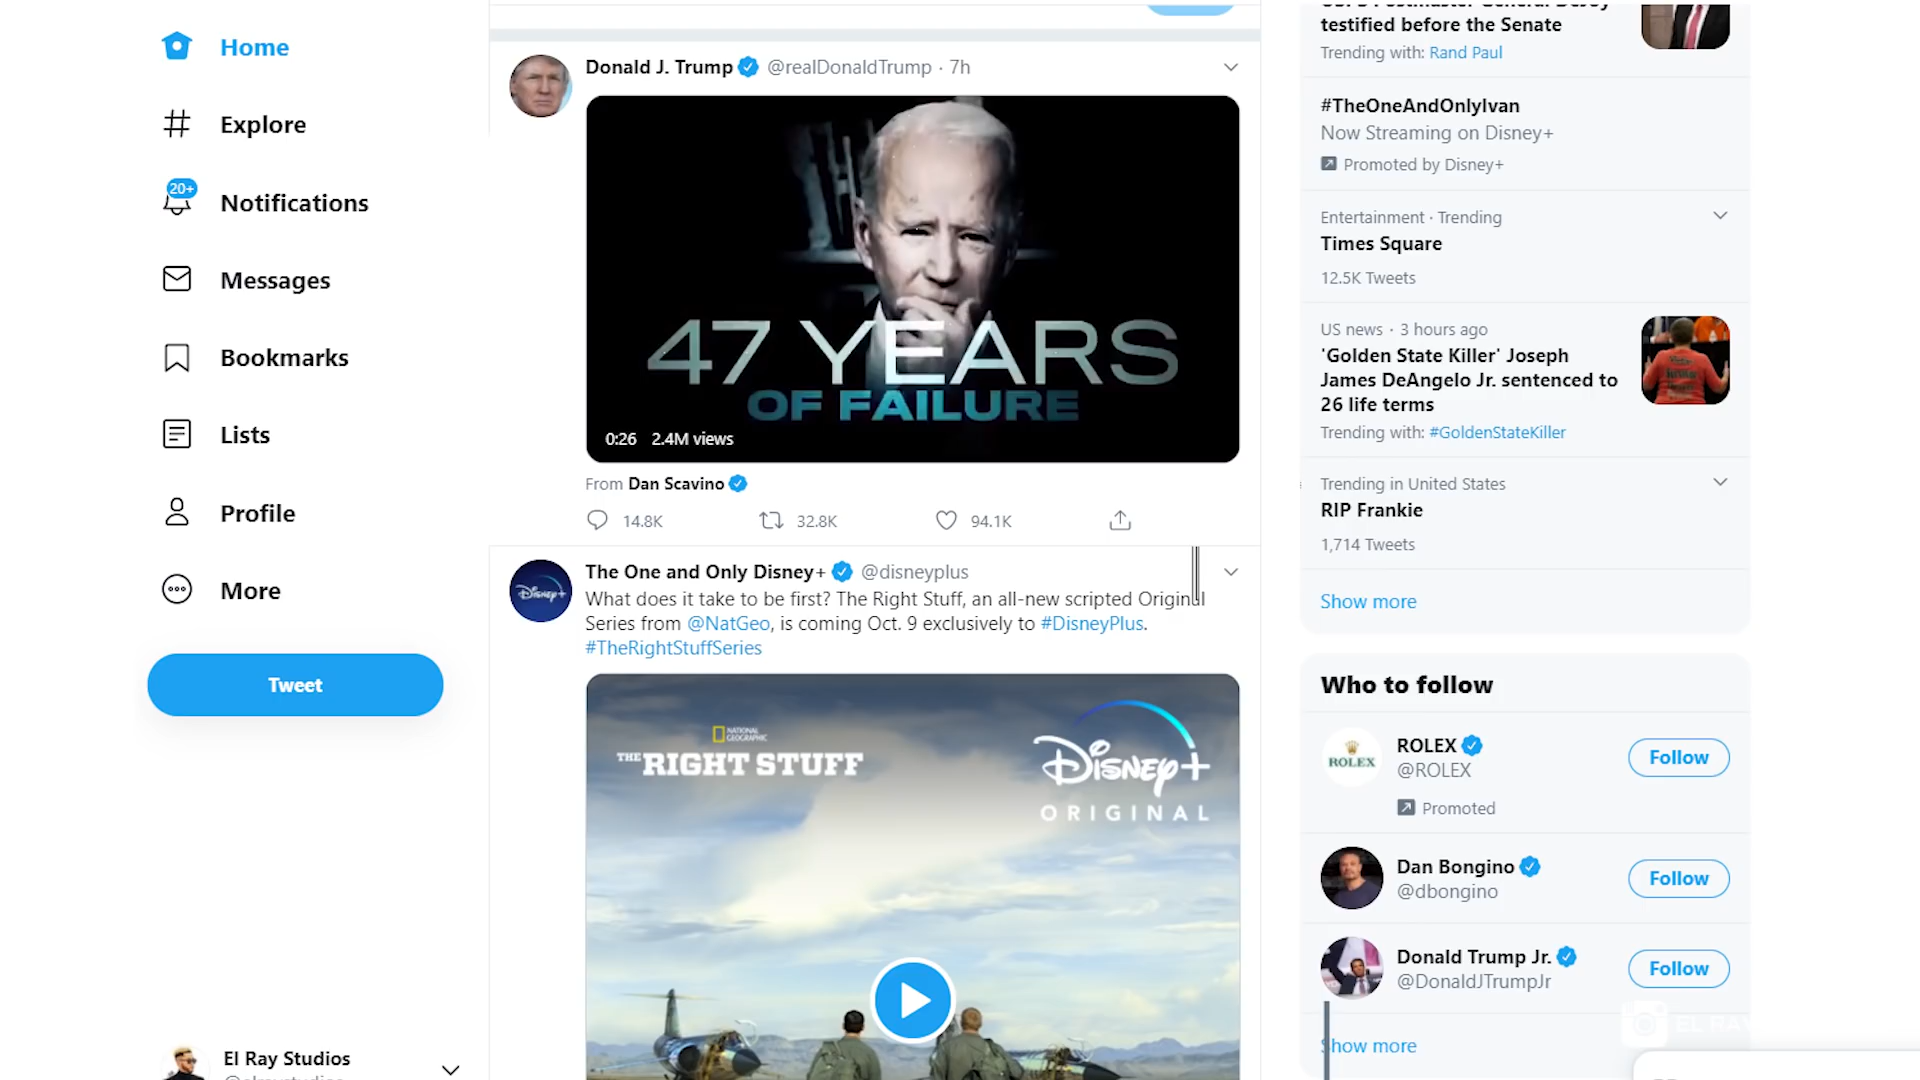 Home
Explore
20+
Notifications
Messages
Bookmarks
Lists
Profile
More
Tweet
El Ray Studios
Donald J. Trump @realDonaldTrump · 7h
47 YEARS
OF FAILURE
0:26 2.4M views
From Dan Scavino
14.8K 32.8K 94.1K
The One and Only Disney+ @disneyplus
What does it take to be first? The Right Stuff, an all-new scripted Original
Series from @NatGeo, is coming Oct. 9 exclusively to #DisneyPlus.
#TheRightStuffSeries
Disney+
NATIONAL
GEOGRAPHIC
THE RIGHT STUFF
Disney+
ORIGINAL
testified before the Senate
Trending with: Rand Paul
#TheOneAndOnlyIvan
Now Streaming on Disney+
Promoted by Disney+
Entertainment · Trending
Times Square
12.5K Tweets
US news · 3 hours ago
'Golden State Killer' Joseph
James DeAngelo Jr. sentenced to
26 life terms
Trending with: #GoldenStateKiller
Trending in United States
RIP Frankie
1,714 Tweets
Show more
Who to follow
ROLEX
ROLEX
@ROLEX
Promoted
Follow
Dan Bongino
@dbongino
Follow
Donald Trump Jr.
@DonaldJTrumpJr
Follow
EL RAY
Show more